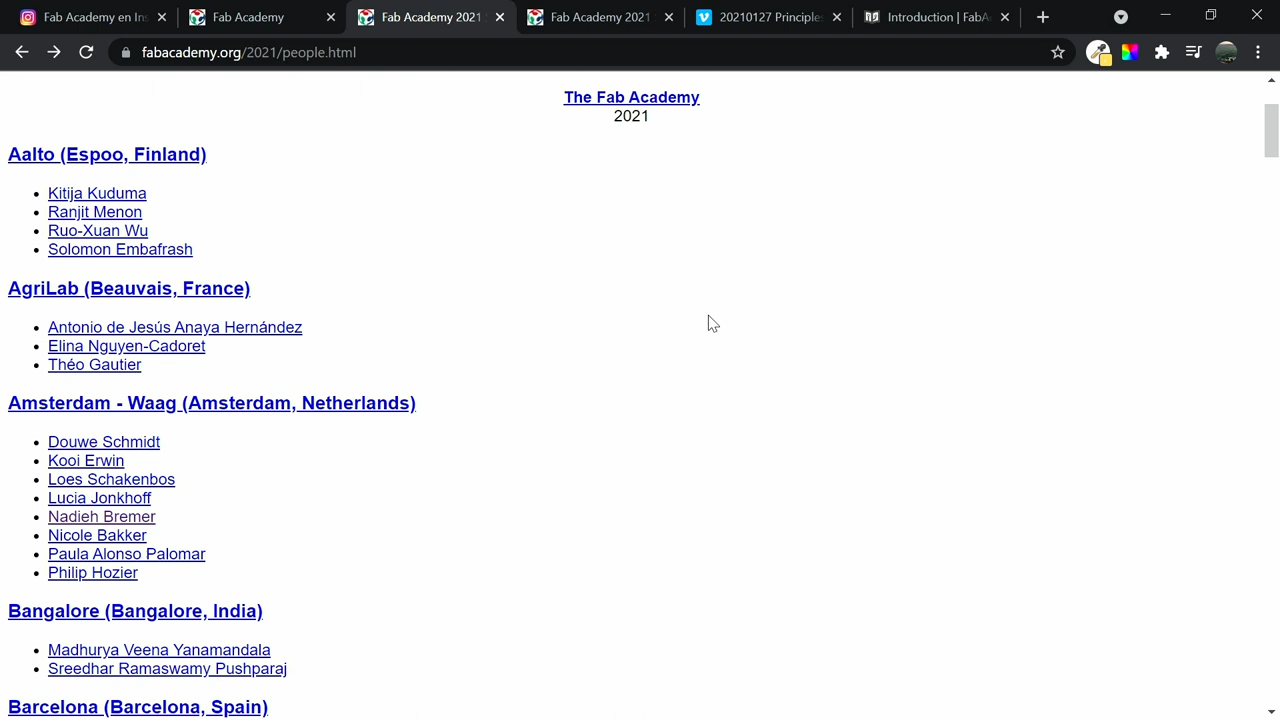 Fab Academy en Ins
Fab Academy
Fab Academy 2021
Fab Academy 2021
20210127 Principles
Introduction | FabA
fabacademy.org/2021/people.html
The Fab Academy
2021
Aalto (Espoo, Finland)
Kitija Kuduma
Ranjit Menon
Ruo-Xuan Wu
Solomon Embafrash
AgriLab (Beauvais, France)
Antonio de Jesús Anaya Hernández
Elina Nguyen-Cadoret
Théo Gautier
Amsterdam - Waag (Amsterdam, Netherlands)
Douwe Schmidt
Kooi Erwin
Loes Schakenbos
Lucia Jonkhoff
Nadieh Bremer
Nicole Bakker
Paula Alonso Palomar
Philip Hozier
Bangalore (Bangalore, India)
Madhurya Veena Yanamandala
Sreedhar Ramaswamy Pushparaj
Barcelona (Barcelona, Spain)